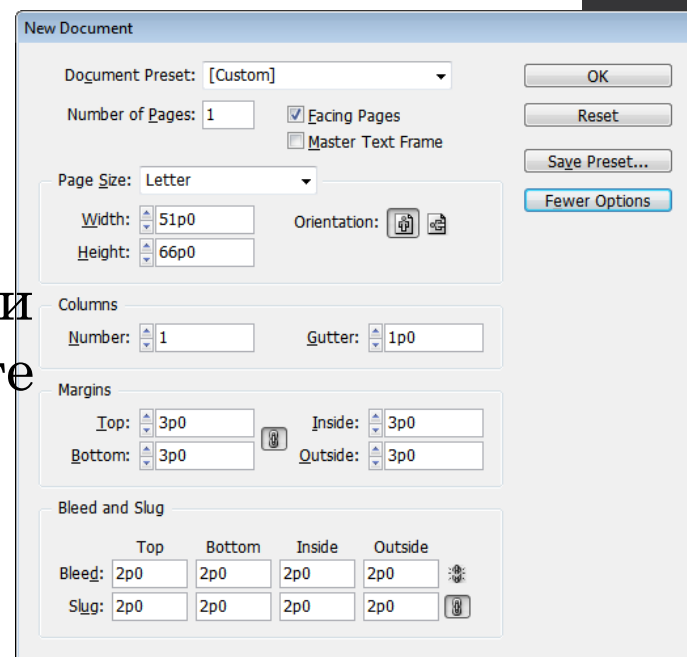 New Document
Document Preset: [Custom]
OK
Number of Pages: 1
Facing Pages
Reset
Master Text Frame
Save Preset...
Page Size: Letter
Fewer Options
Width: 51p0
Orientation:
Height: 66p0
и
Columns
Number: 1
Gutter: 1p0
те
Margins
Top: 3p0
Inside: 3p0
Bottom: 3p0
Outside: 3p0
Bleed and Slug
Top Bottom Inside Outside
Bleed: 2p0 2p0 2p0 2p0
Slug: 2p0 2p0 2p0 2p0